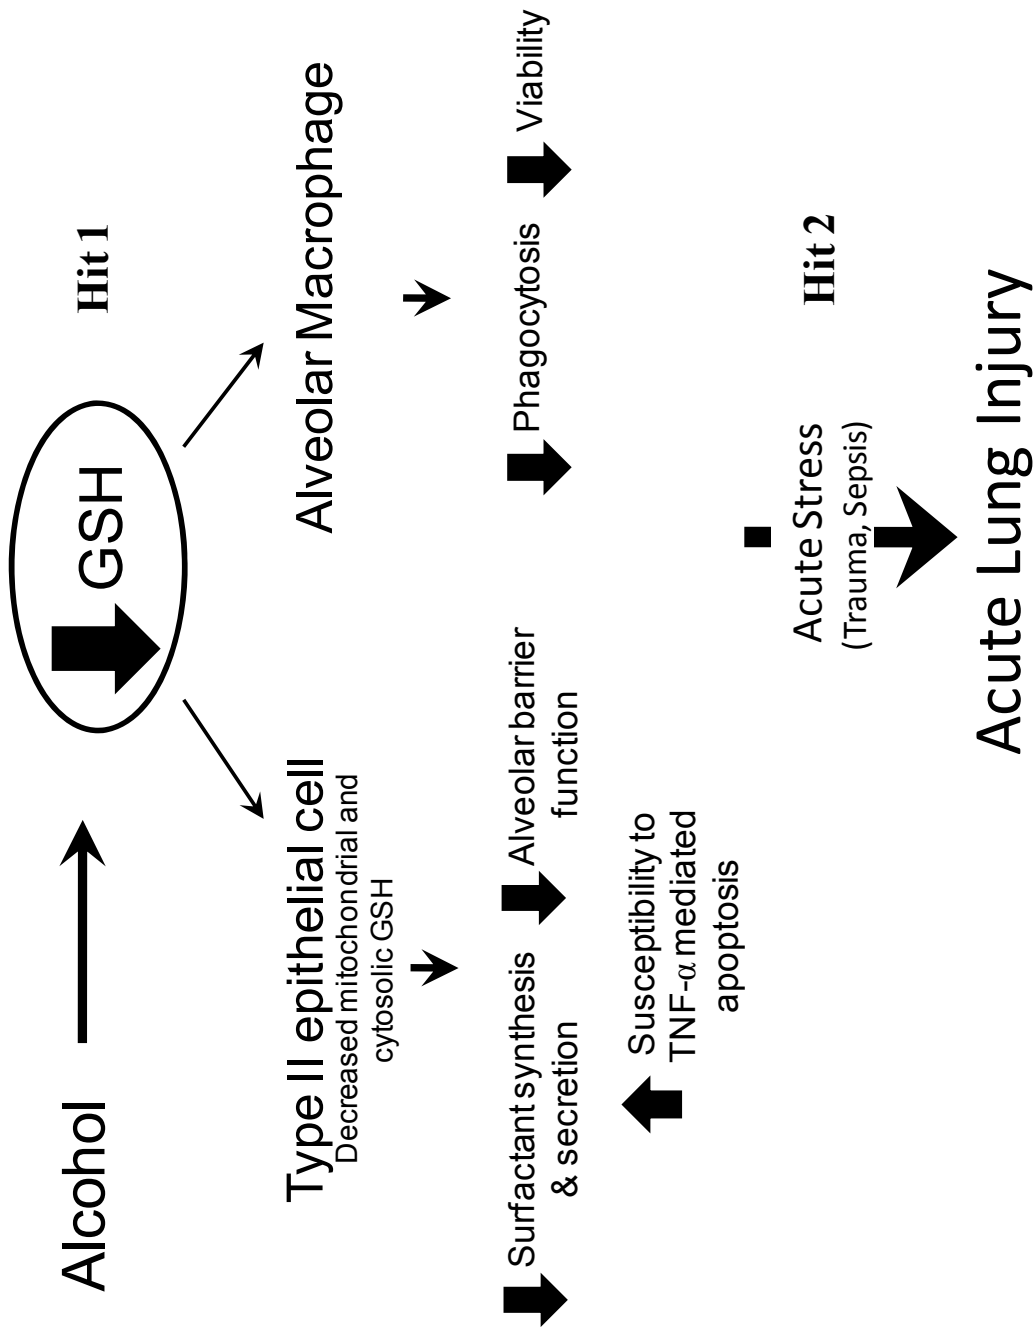 Alcohol
GSH
Hit 1
Type II epithelial cell
Decreased mitochondrial and
cytosolic GSH
Alveolar Macrophage
Surfactant synthesis
& secretion
Alveolar barrier
function
Phagocytosis
Viability
Susceptibility to
TNF-α mediated
apoptosis
Acute Stress
(Trauma, Sepsis)
Hit 2
Acute Lung Injury